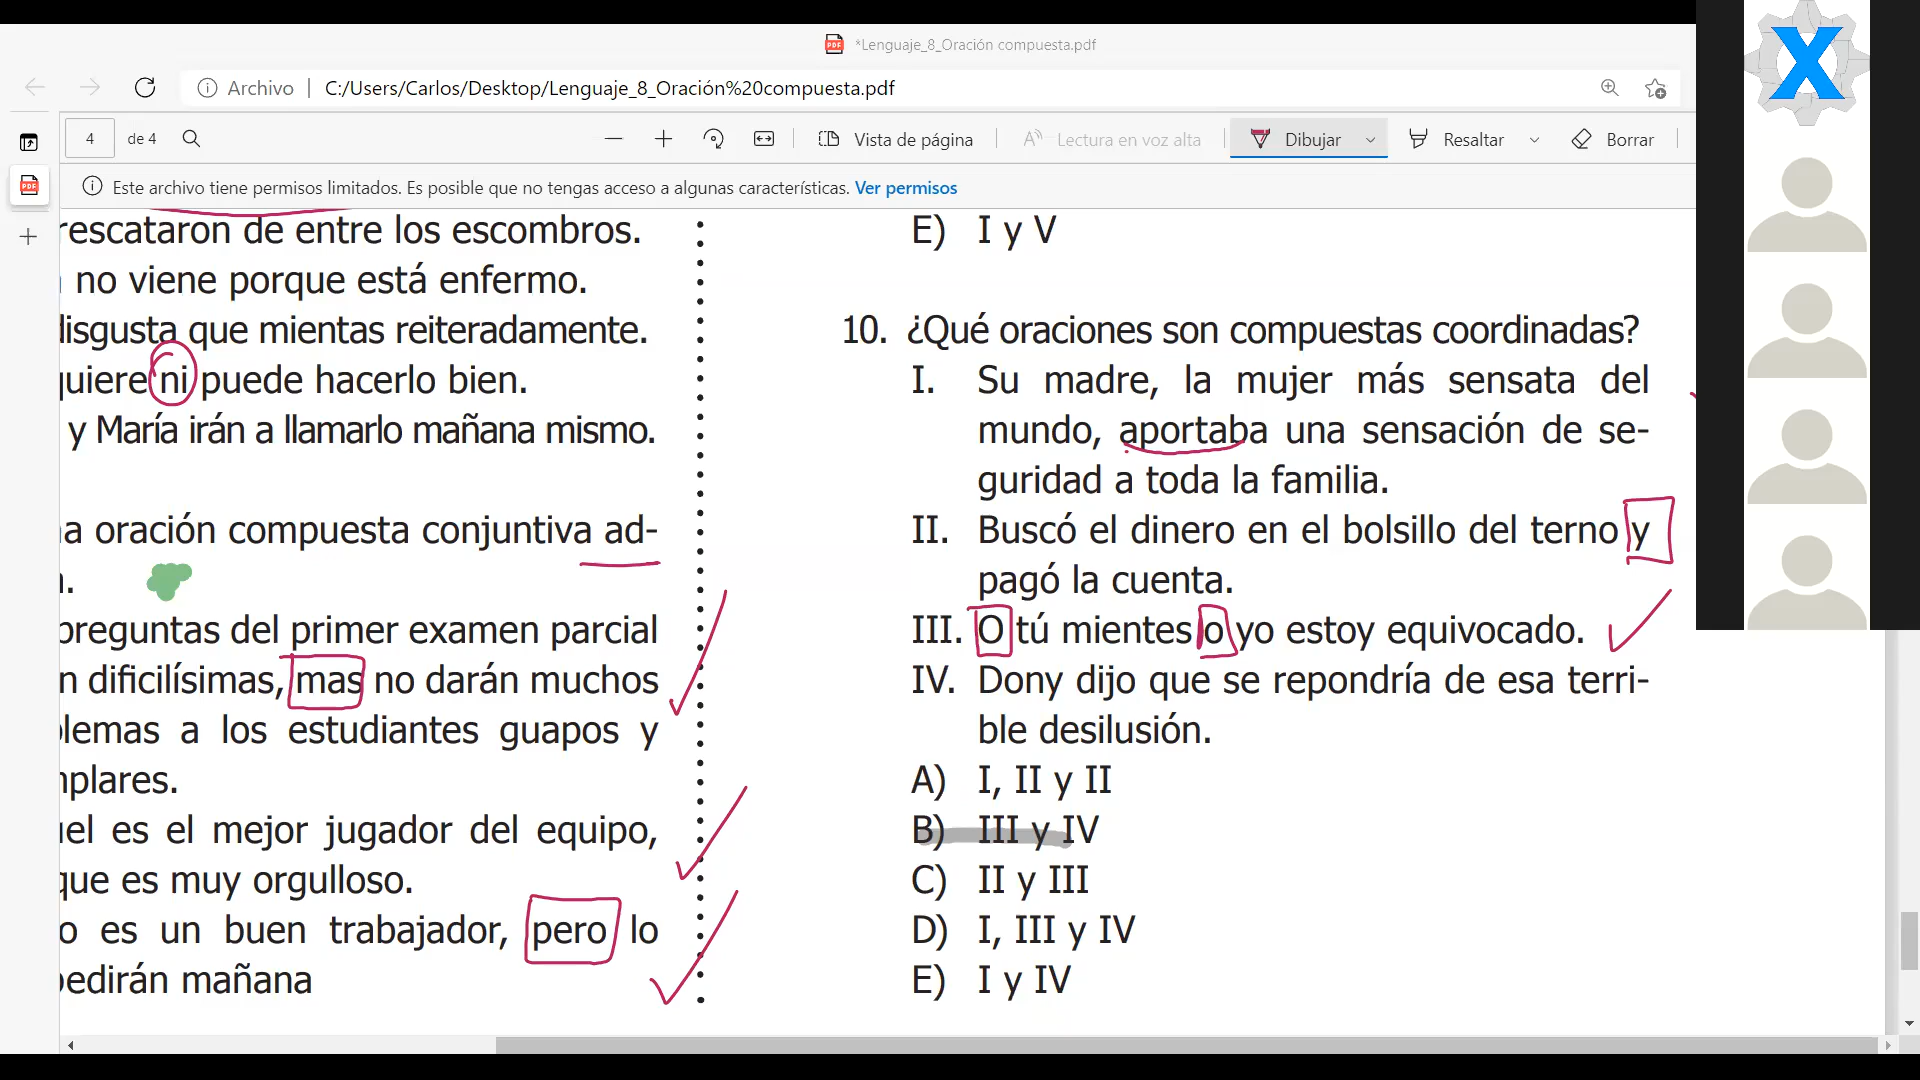 *Lenguaje_8_Oración compuesta.pdf
Archivo | C:/Users/Carlos/Desktop/Lenguaje_8_Oración%20compuesta.pdf
4 de 4 Vista de página Lectura en voz alta Dibujar Resaltar Borrar
Este archivo tiene permisos limitados. Es posible que no tengas acceso a algunas características. Ver permisos
rescataron de entre los escombros.
no viene porque está enfermo.
disgusta que mientas reiteradamente.
quiere ni puede hacerlo bien.
y María irán a llamarlo mañana mismo.
oración compuesta conjuntiva ad-
preguntas del primer examen parcial
n dificilísimas, mas no darán muchos
lemas a los estudiantes guapos y
mplares.
uel es el mejor jugador del equipo,
que es muy orgulloso.
o es un buen trabajador, pero lo
pedirán mañana
E) I y V
10. ¿Qué oraciones son compuestas coordinadas?
I. Su madre, la mujer más sensata del
mundo, aportaba una sensación de se-
guridad a toda la familia.
II. Buscó el dinero en el bolsillo del terno y
pagó la cuenta.
III. O tú mientes o yo estoy equivocado.
IV. Dony dijo que se repondría de esa terri-
ble desilusión.
A) I, II y II
B) III y IV
C) II y III
D) I, III y IV
E) I y IV
X